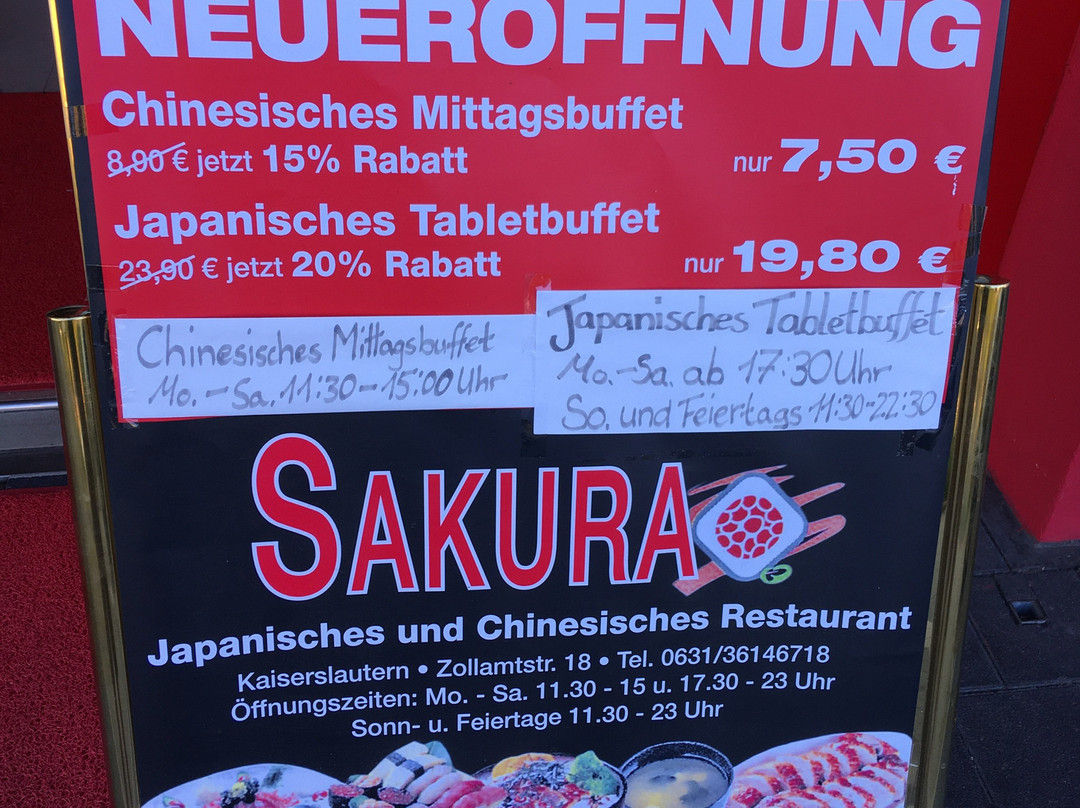 NEUERÖFFNUNG
Chinesisches Mittagsbuffet
8,90 € jetzt 15% Rabatt nur 7,50 €
Japanisches Tabletbuffet
23,90 € jetzt 20% Rabatt nur 19,80 €
Chinesisches Mittagsbuffet
Mo. - Sa. 11:30 - 15:00 Uhr
Japanisches Tabletbuffet
Mo. - Sa. ab 17:30 Uhr
So. und Feiertags 11:30-22:30
SAKURA
Japanisches und Chinesisches Restaurant
Kaiserslautern • Zollamtstr. 18 • Tel. 0631/36146718
Öffnungszeiten: Mo. - Sa. 11.30 - 15 u. 17.30 - 23 Uhr
Sonn- u. Feiertage 11.30 - 23 Uhr